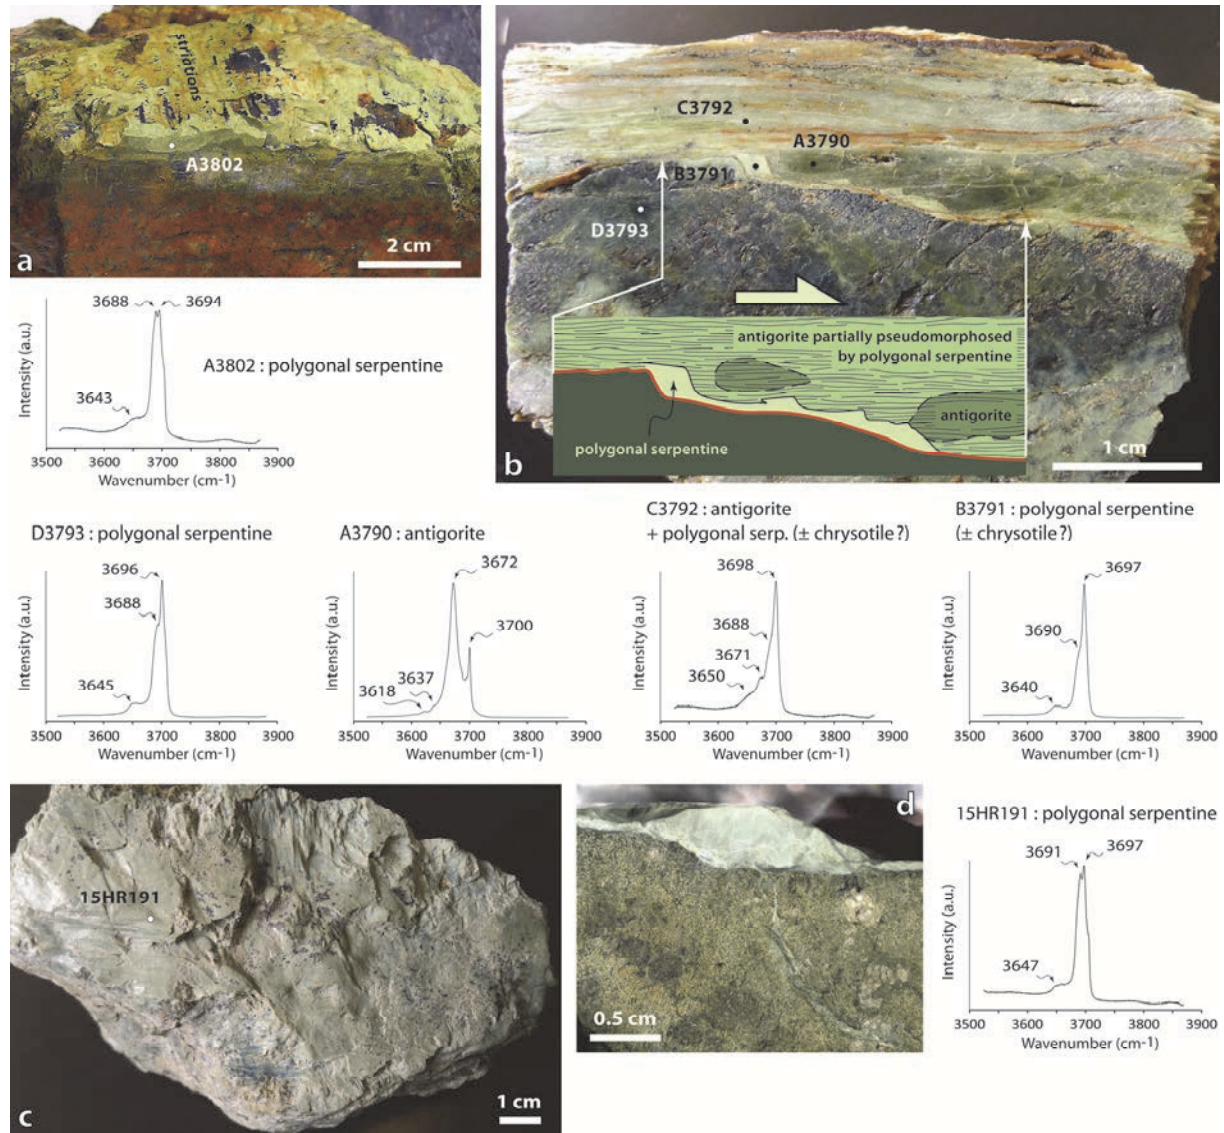 striations
A3802
2 cm
a
C3792
A3790
B3791
D3793
antigorite partially pseudomorphosed
by polygonal serpentine
antigorite
polygonal serpentine
1 cm
b
3688
3694
3643
A3802 : polygonal serpentine
Intensity (a.u.)
3500 3600 3700 3800 3900
Wavenumber (cm-1)
D3793 : polygonal serpentine
3696
3688
3645
Intensity (a.u.)
3500 3600 3700 3800 3900
Wavenumber (cm-1)
A3790 : antigorite
3672
3700
3637
3618
Intensity (a.u.)
3500 3600 3700 3800 3900
Wavenumber (cm-1)
C3792 : antigorite
+ polygonal serp. (± chrysotile?)
3698
3688
3671
3650
Intensity (a.u.)
3500 3600 3700 3800 3900
Wavenumber (cm-1)
B3791 : polygonal serpentine
(± chrysotile?)
3697
3690
3640
Intensity (a.u.)
3500 3600 3700 3800 3900
Wavenumber (cm-1)
15HR191
1 cm
c
d
0.5 cm
15HR191 : polygonal serpentine
3691
3697
3647
Intensity (a.u.)
3500 3600 3700 3800 3900
Wavenumber (cm-1)